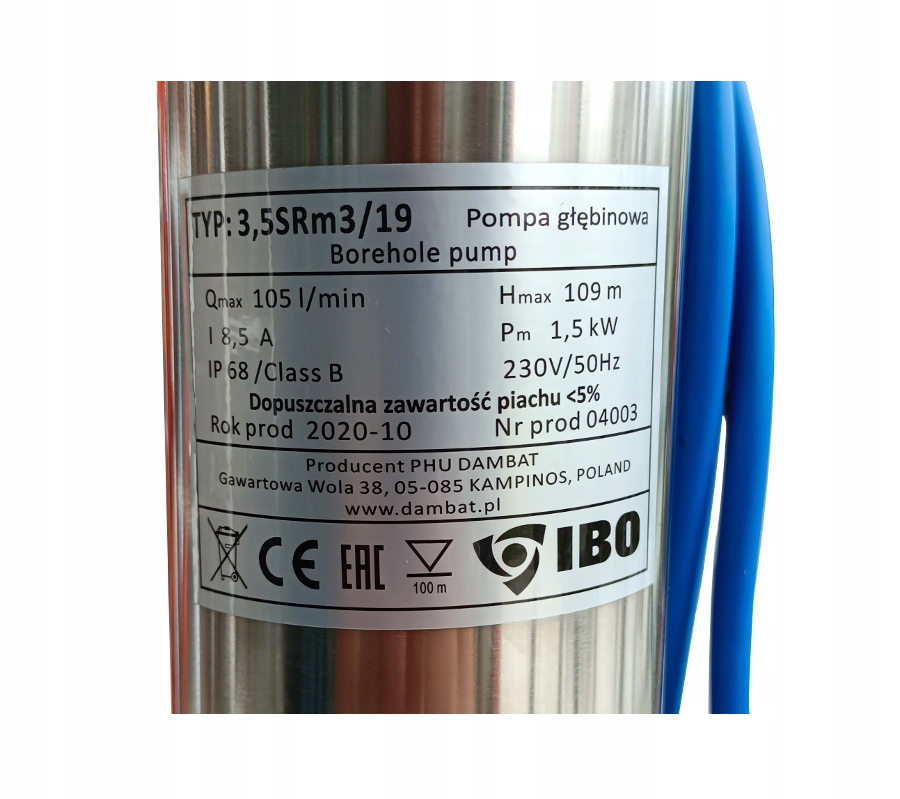 TYP: 3,5SRm3/19 Pompa głębinowa
Borehole pump
Qmax 105 l/min Hmax 109 m
I 8,5 A Pm 1,5 kW
IP 68 /Class B 230V/50Hz
Dopuszczalna zawartość piachu <5%
Rok prod 2020-10 Nr prod 04003
Producent PHU DAMBAT
Gawartowa Wola 38, 05-085 KAMPINOS, POLAND
www.dambat.pl
CE EAC 100 m IBO